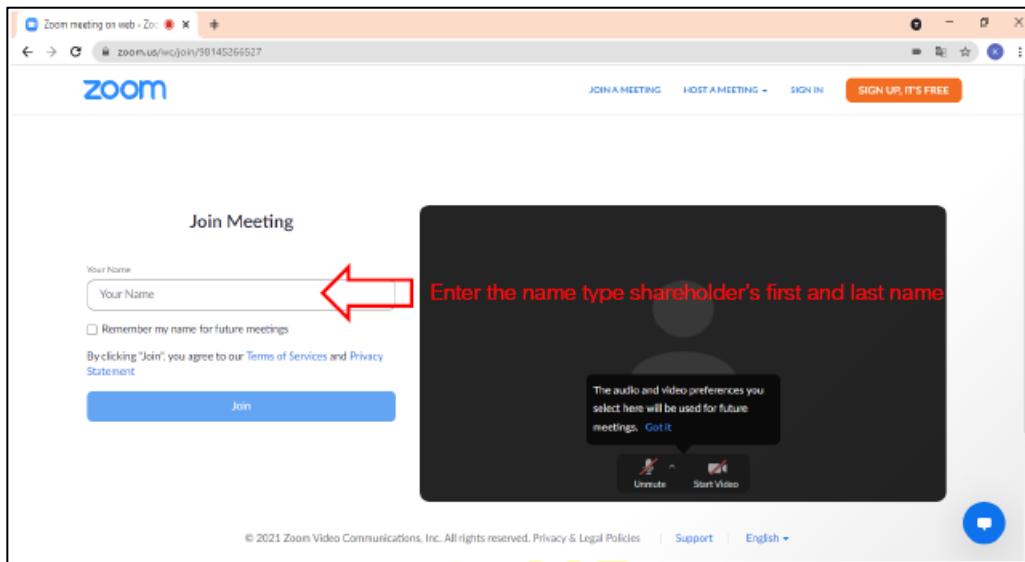 Zoom meeting on web - Zoo
zoom.us/wc/join/98145266527
K
zoom
JOIN A MEETING HOST A MEETING SIGN IN SIGN UP, IT'S FREE
Join Meeting
Your Name
Your Name
Enter the name type shareholder's first and last name
Remember my name for future meetings
By clicking "Join", you agree to our Terms of Services and Privacy
Statement
Join
The audio and video preferences you
select here will be used for future
meetings. Got it
Unmute Start Video
© 2021 Zoom Video Communications, Inc. All rights reserved. Privacy & Legal Policies | Support | English